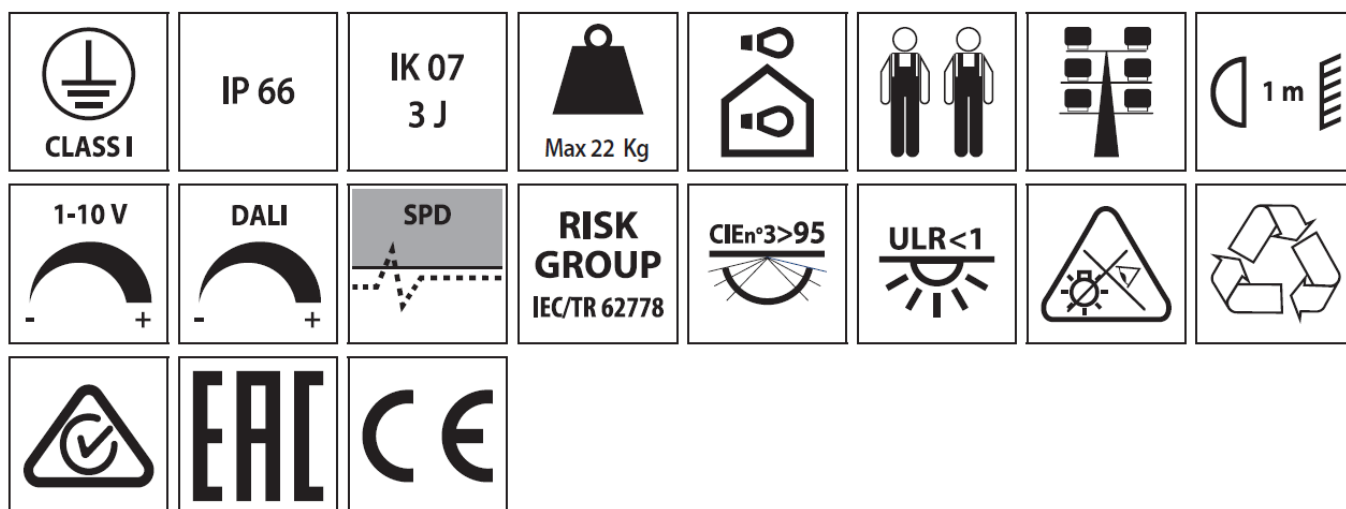 CLASS I
IP 66
IK 07
3 J
Max 22 Kg
1 m
1-10 V
- +
DALI
- +
SPD
RISK
GROUP
IEC/TR 62778
CIEn°3>95
ULR<1
EAC
CE